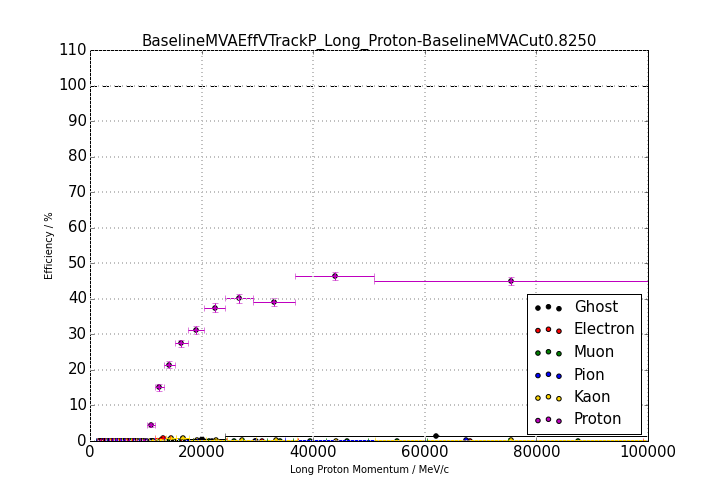 BaselineMVAEffVTrackP_Long_Proton-BaselineMVACut0.8250
110
100
90
80
70
60
50
40
30
20
10
0
Efficiency / %
Ghost
Electron
Muon
Pion
Kaon
Proton
0
20000
40000
60000
80000
100000
Long Proton Momentum / MeV/c